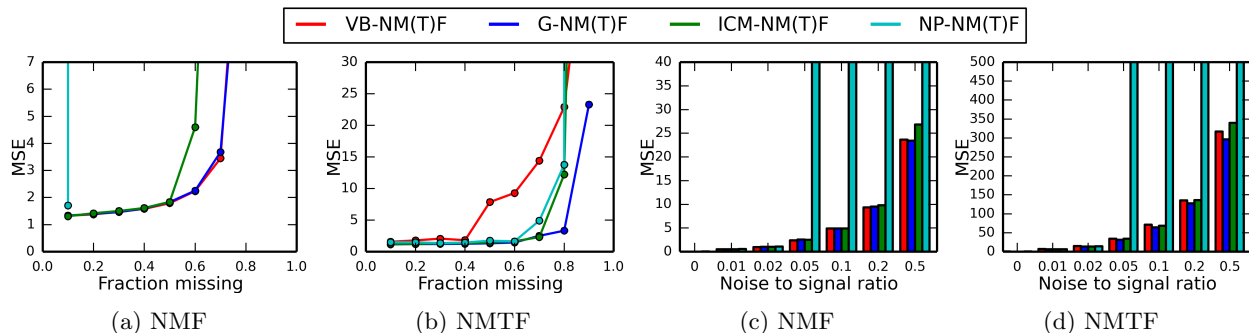 VB-NM(T)F G-NM(T)F ICM-NM(T)F NP-NM(T)F
MSE
7
6
5
4
3
2
1
0
0.0 0.2 0.4 0.6 0.8 1.0
Fraction missing
(a) NMF
MSE
30
25
20
15
10
5
0
0.0 0.2 0.4 0.6 0.8 1.0
Fraction missing
(b) NMTF
MSE
40
35
30
25
20
15
10
5
0
0 0.01 0.02 0.05 0.1 0.2 0.5
Noise to signal ratio
(c) NMF
MSE
500
450
400
350
300
250
200
150
100
50
0
0 0.01 0.02 0.05 0.1 0.2 0.5
Noise to signal ratio
(d) NMTF